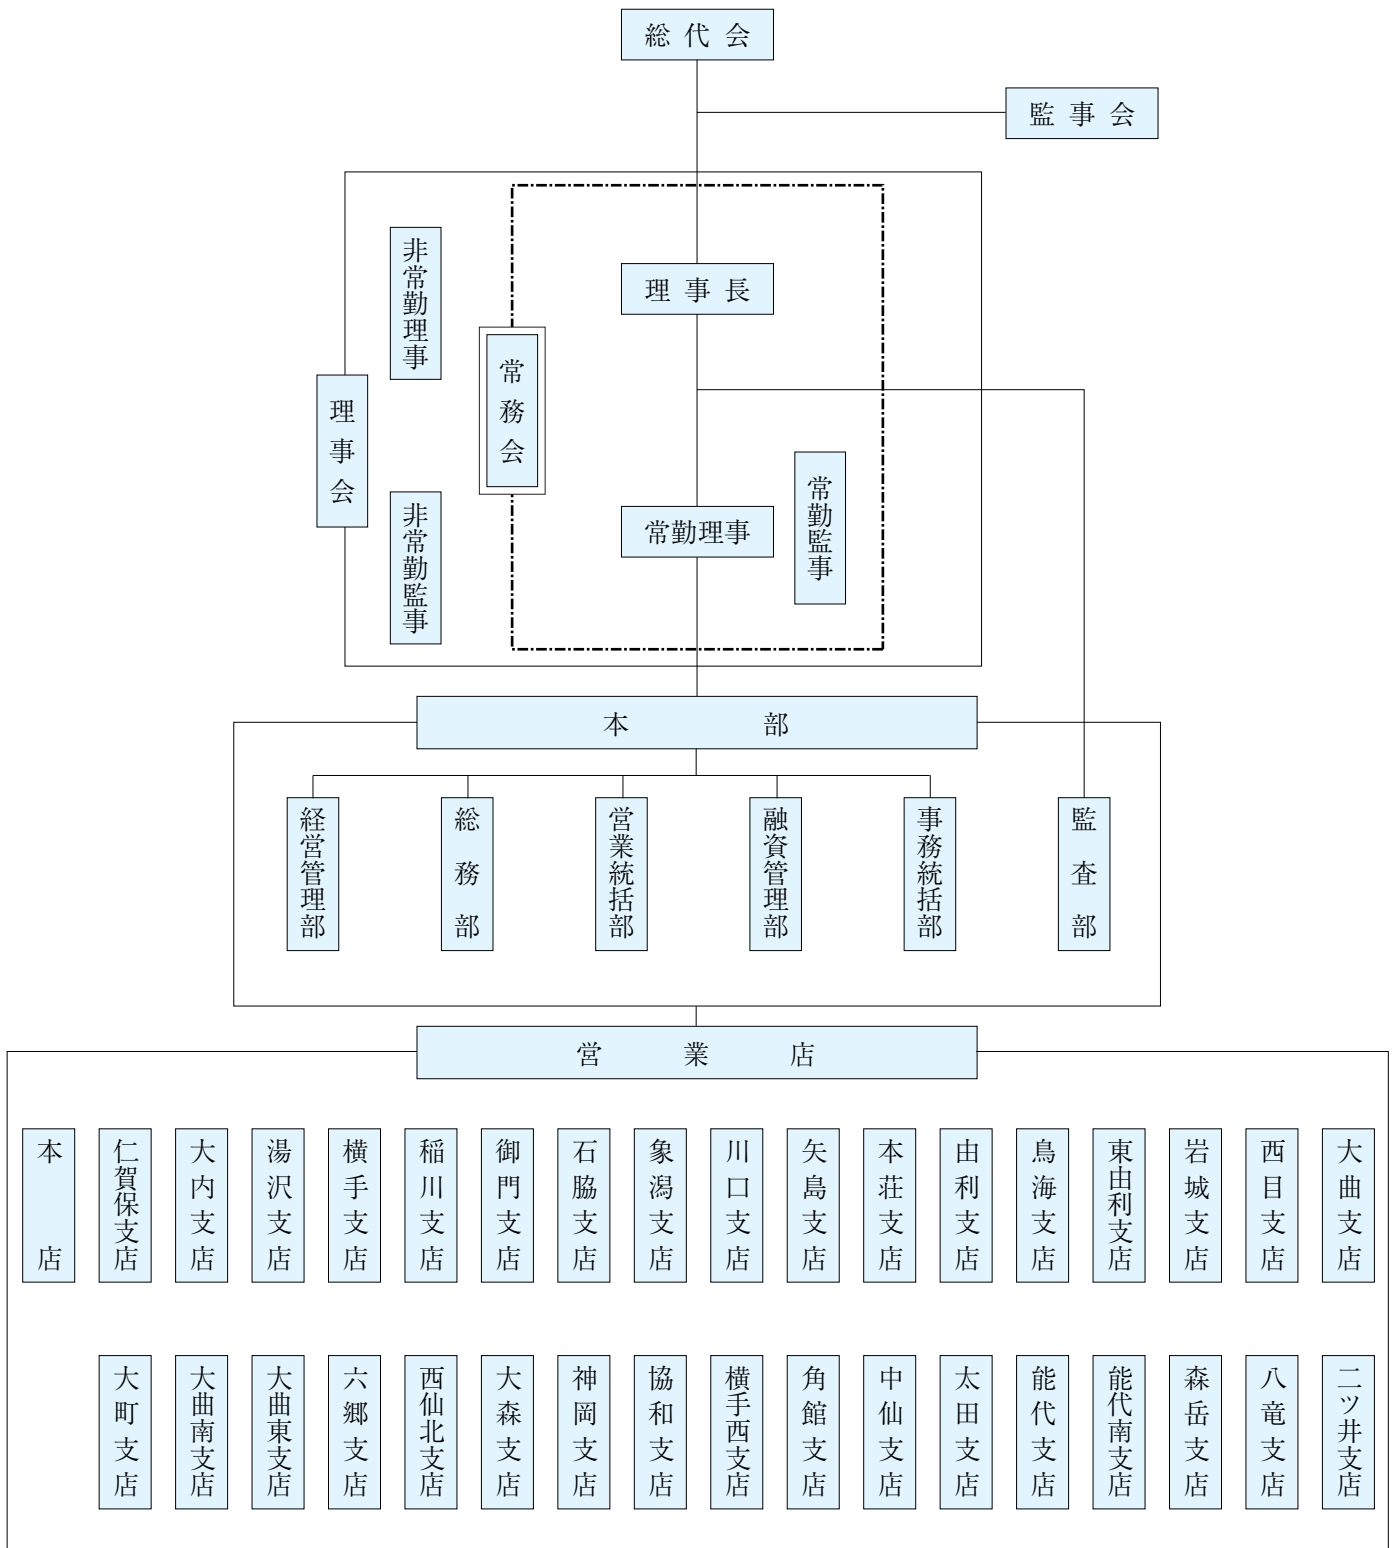 総代会
監事会
理事会
非常勤理事
非常勤監事
常務会
理事長
常勤理事
常勤監事
本部
経営管理部
総務部
営業統括部
融資管理部
事務統括部
監査部
営業店
本店
仁賀保支店
大内支店
湯沢支店
横手支店
稲川支店
御門支店
石脇支店
象潟支店
川口支店
矢島支店
本荘支店
由利支店
鳥海支店
東由利支店
岩城支店
西目支店
大曲支店
大町支店
大曲南支店
大曲東支店
六郷支店
西仙北支店
大森支店
神岡支店
協和支店
横手西支店
角館支店
中仙支店
太田支店
能代支店
能代南支店
森岳支店
八竜支店
二ツ井支店